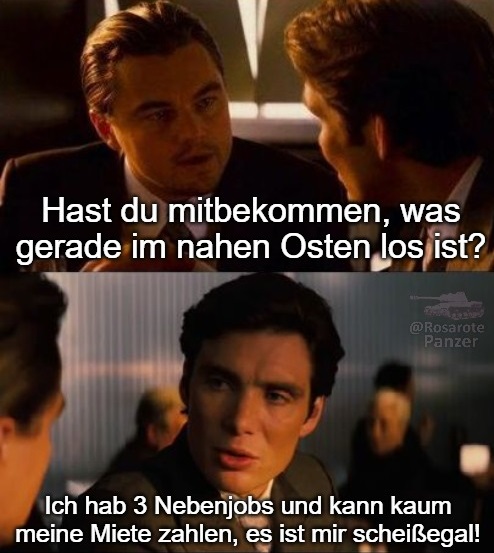 Hast du mitbekommen, was
gerade im nahen Osten los ist?
@Rosarote
Panzer
Ich hab 3 Nebenjobs und kann kaum
meine Miete zahlen, es ist mir scheißegal!